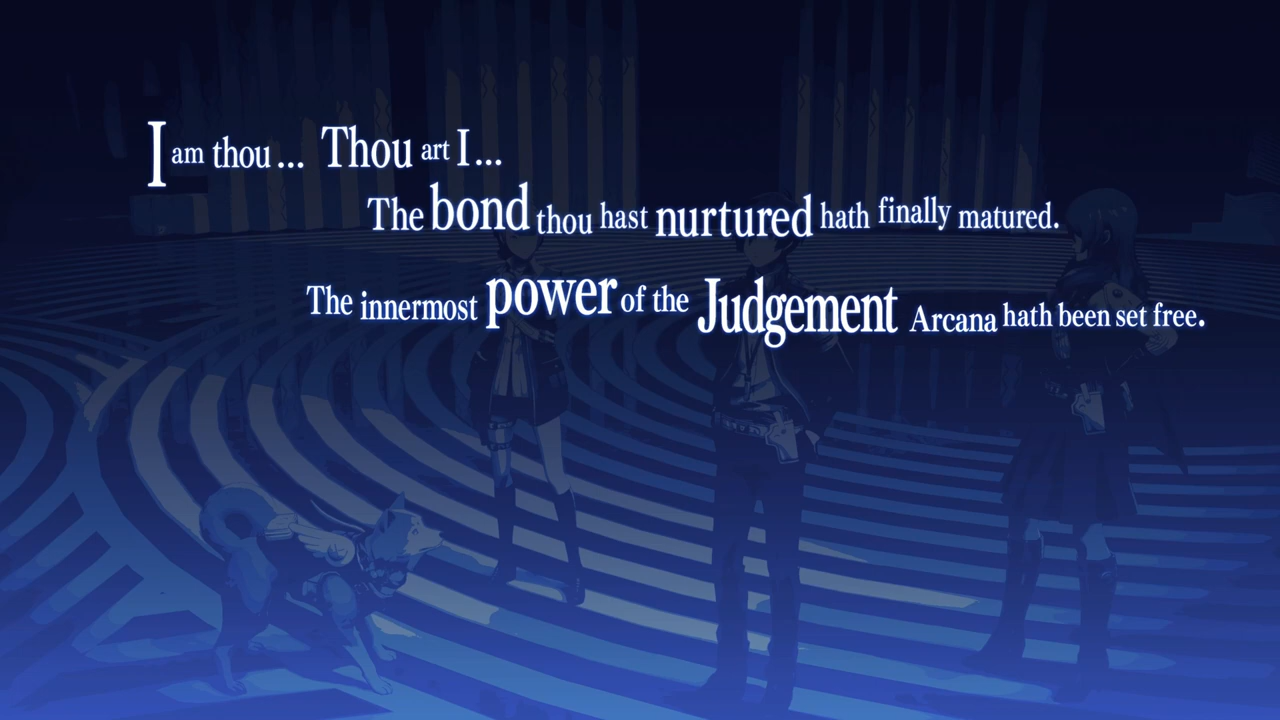 I am thou... Thou art I...
The bond thou hast nurtured hath finally matured.
The innermost power of the Judgement Arcana hath been set free.